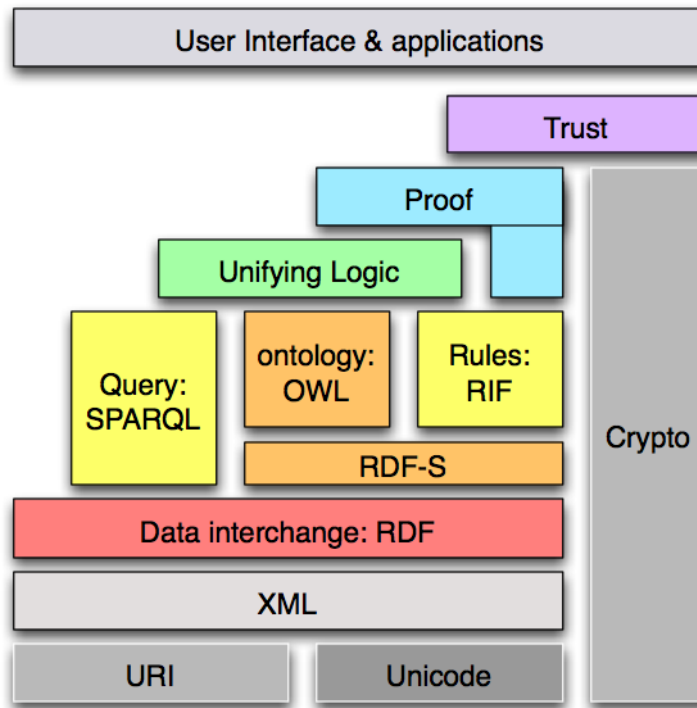 User Interface & applications
Trust
Proof
Unifying Logic
Query:
SPARQL
ontology:
OWL
Rules:
RIF
Crypto
RDF-S
Data interchange: RDF
XML
URI
Unicode